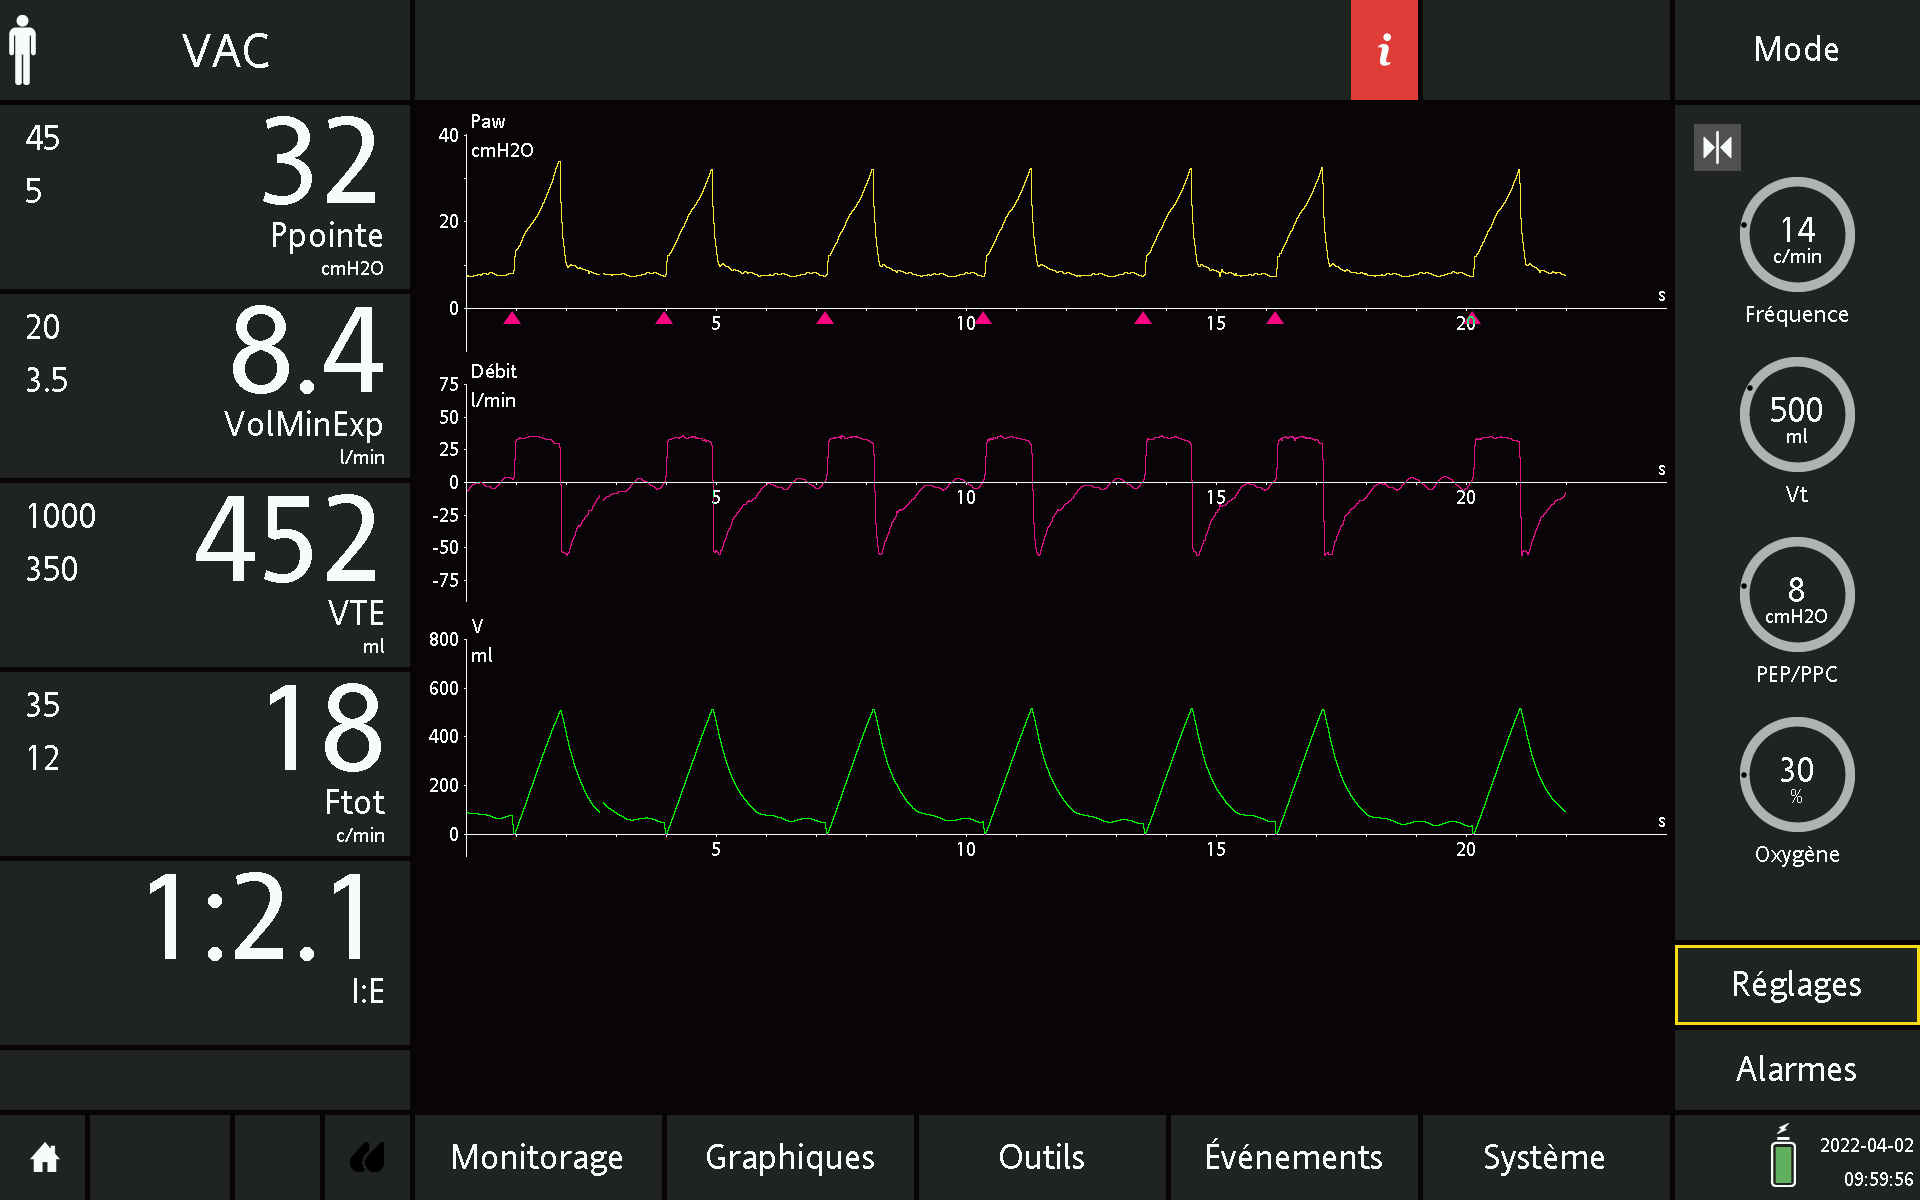 VAC
i
Mode
45
5
32
Ppointe
cmH2O
20
3.5
8.4
VolMinExp
l/min
1000
350
452
VTE
ml
35
12
18
Ftot
c/min
1:2.1
I:E
Paw
cmH2O
40
20
0
s
5 10 15 20
Débit
l/min
75
50
25
0
-25
-50
-75
s
5 10 15 20
V
ml
800
600
400
200
0
s
5 10 15 20
14
c/min
Fréquence
500
ml
Vt
8
cmH2O
PEP/PPC
30
%
Oxygène
Réglages
Alarmes
Monitorage Graphiques Outils Événements Système
2022-04-02
09:59:56